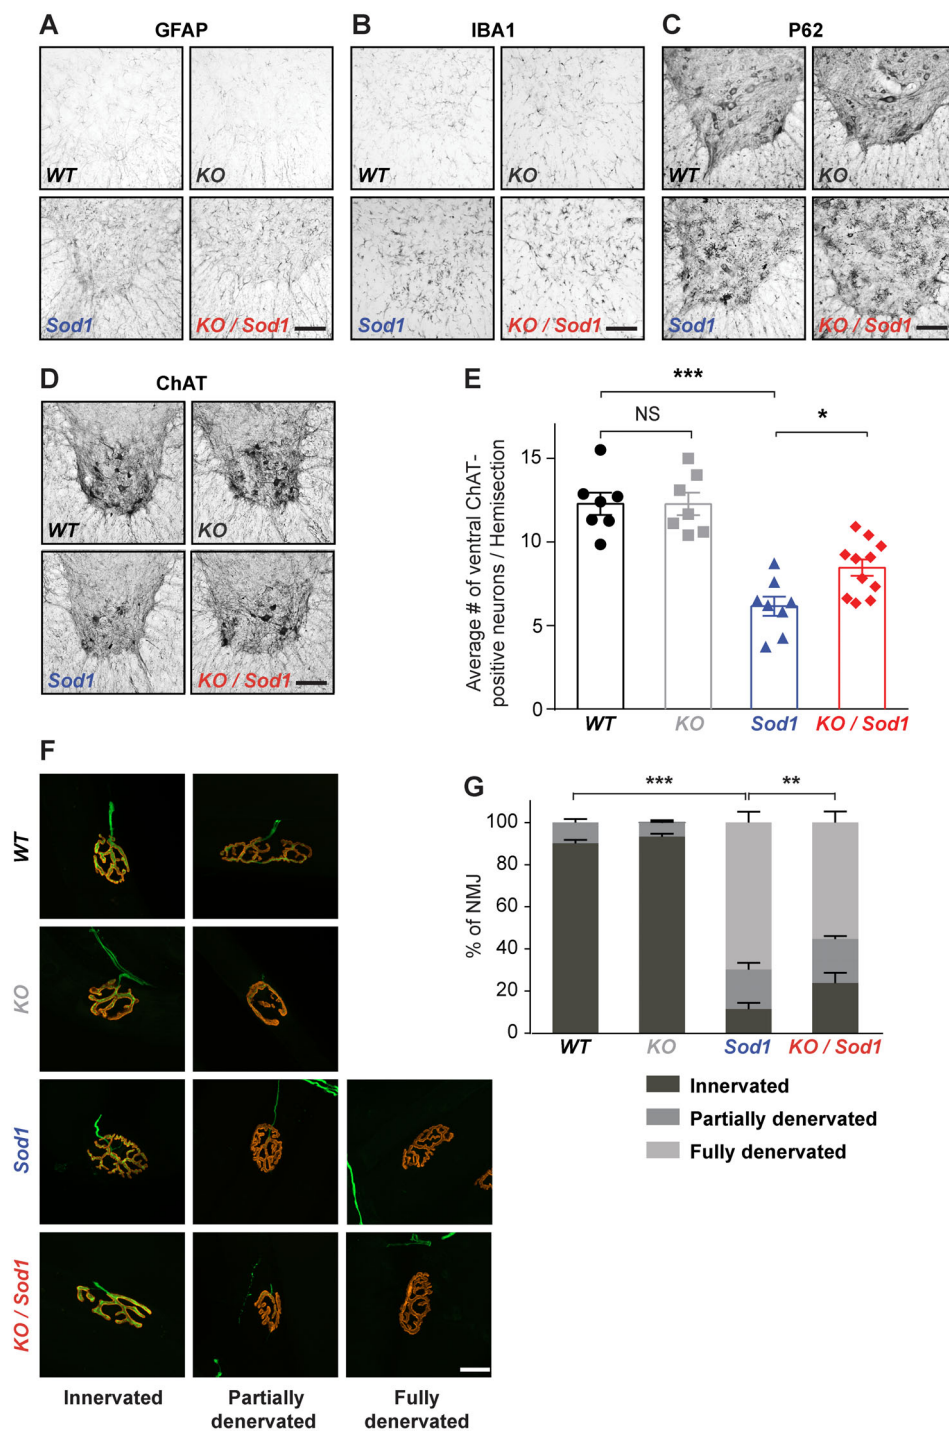 A
GFAP
WT
KO
Sod1
KO / Sod1
B
IBA1
WT
KO
Sod1
KO / Sod1
C
P62
WT
KO
Sod1
KO / Sod1
D
ChAT
WT
KO
Sod1
KO / Sod1
E
***
NS
*
Average # of ventral ChAT-
positive neurons / Hemisection
15
10
5
0
WT
KO
Sod1
KO / Sod1
F
WT
KO
Sod1
KO / Sod1
Innervated
Partially
denervated
Fully
denervated
G
***
**
% of NMJ
100
80
60
40
20
0
WT
KO
Sod1
KO / Sod1
Innervated
Partially denervated
Fully denervated